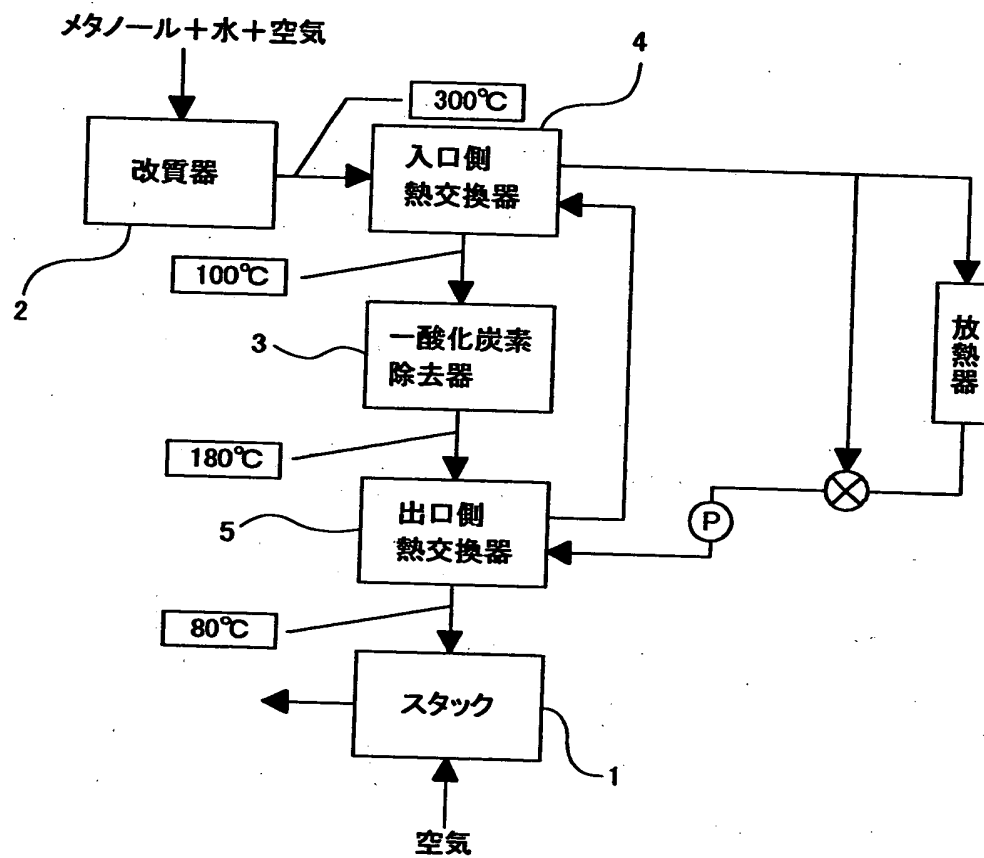 メタノール＋水＋空気
4
300℃
改質器
入口側
熱交換器
100℃
2
3
一酸化炭素
除去器
放熱器
180℃
5
出口側
熱交換器
P
80℃
スタック
1
空気